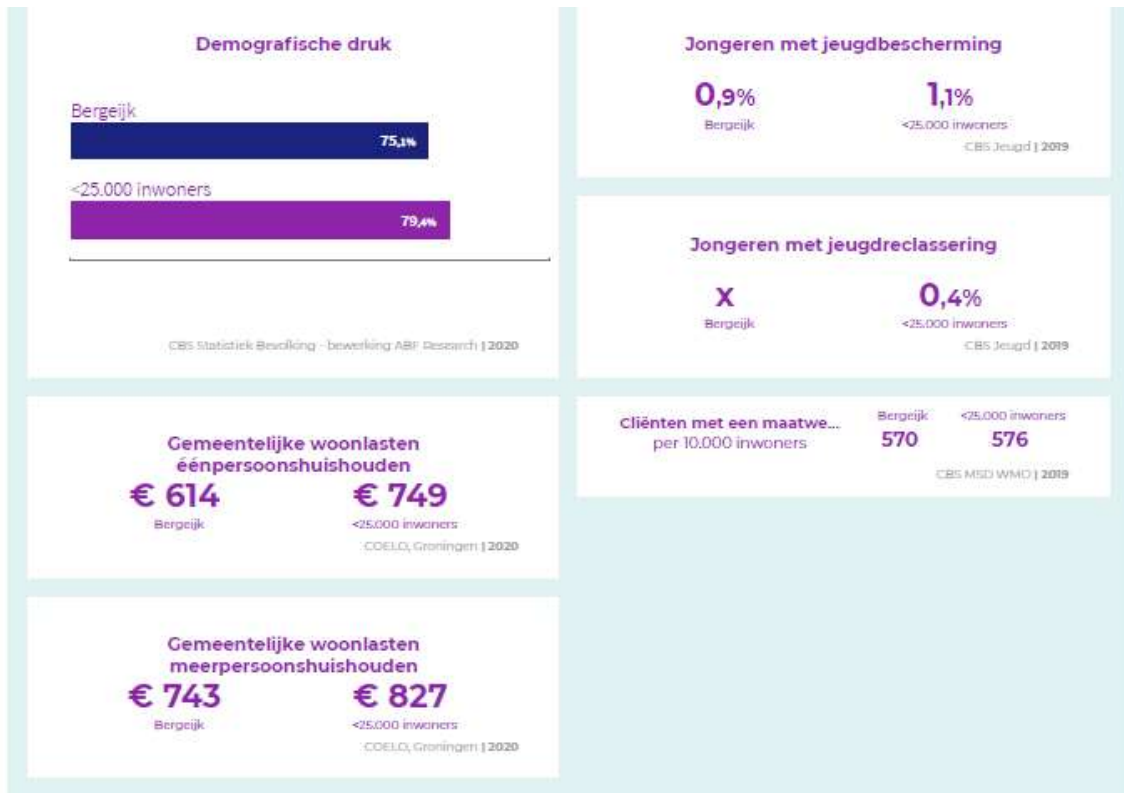 Demografische druk
Bergeijk
75,1%
<25.000 inwoners
79,4%
CBS Statistiek Bevolking - bewerking ABF Research | 2020
Gemeentelijke woonlasten
éénpersoonshuishouden
€ 614 € 749
Bergeijk <25.000 inwoners
COELO, Groningen | 2020
Gemeentelijke woonlasten
meerpersoonshuishouden
€ 743 € 827
Bergeijk <25.000 inwoners
COELO, Groningen | 2020
Jongeren met jeugdbescherming
0,9% 1,1%
Bergeijk <25.000 inwoners
CBS Jeugd | 2019
Jongeren met jeugdreclassering
x 0,4%
Bergeijk <25.000 inwoners
CBS Jeugd | 2019
Cliënten met een maatwe...
per 10.000 inwoners
Bergeijk <25.000 inwoners
570 576
CBS MSD WMO | 2019